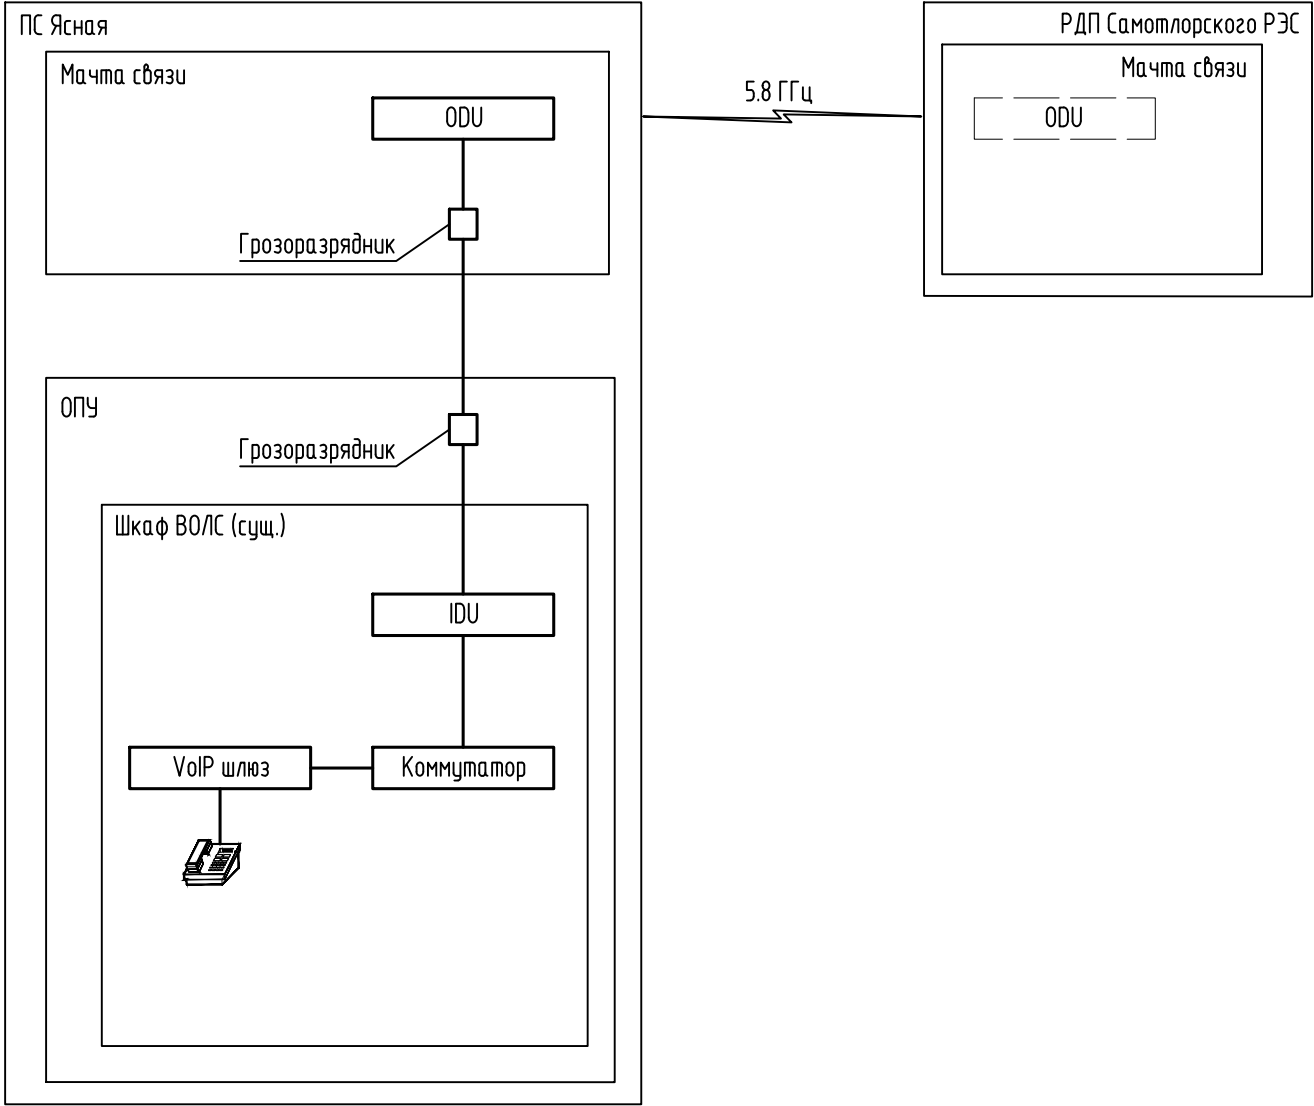 ПС Ясная
Мачта связи
ODU
Грозоразрядник
5.8 ГГц
РДП Самотлорского РЭС
Мачта связи
ODU
ОПУ
Грозоразрядник
Шкаф ВОЛС (сущ.)
IDU
VoIP шлюз
Коммутатор